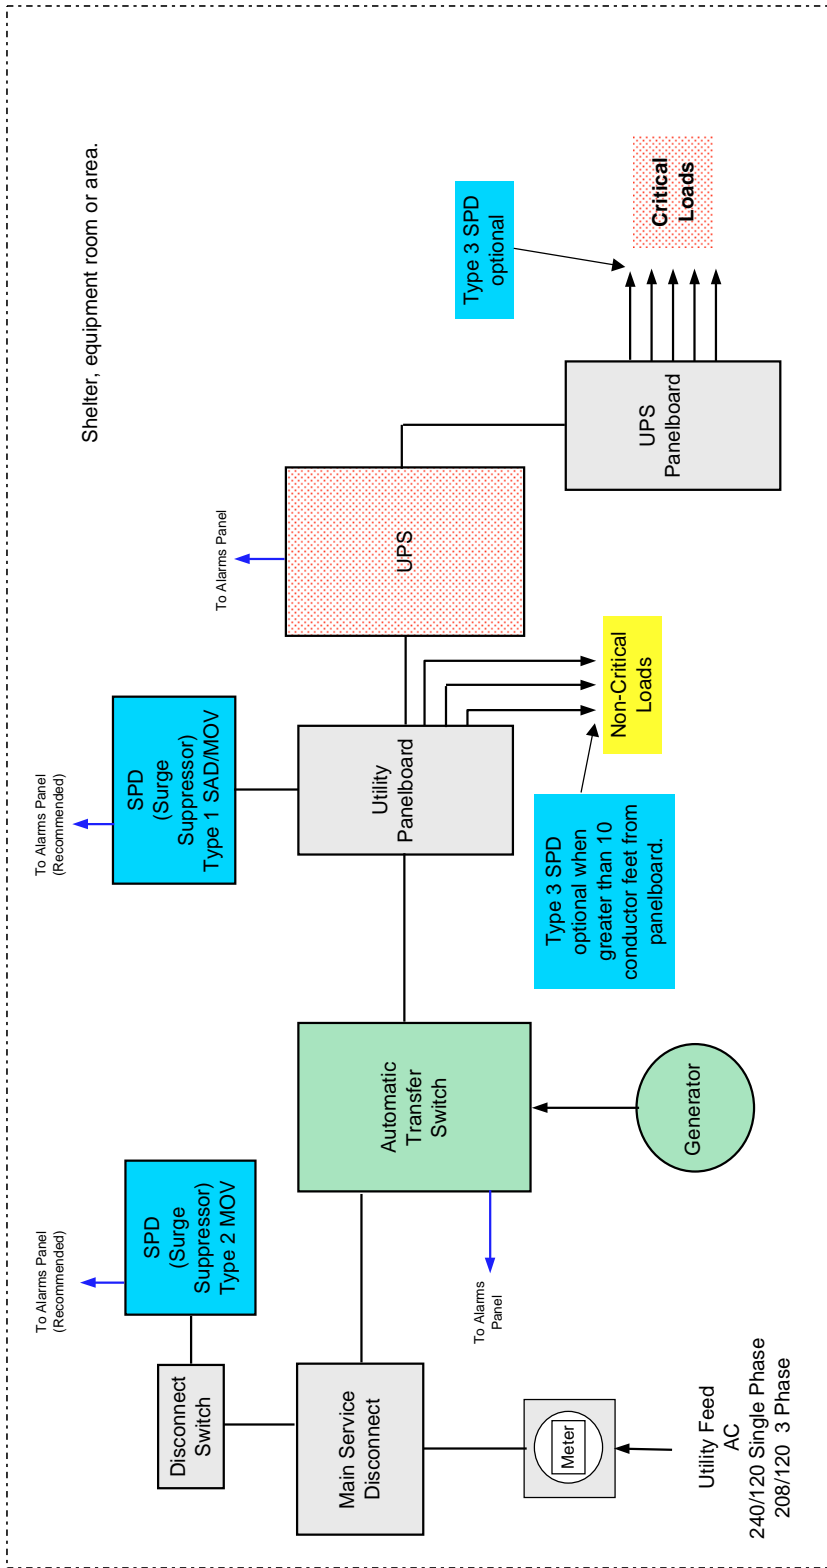 Shelter, equipment room or area.
To Alarms Panel
(Recommended)
SPD
(Surge
Suppressor)
Type 2 MOV
Disconnect
Switch
Main Service
Disconnect
Meter
Utility Feed
AC
240/120 Single Phase
208/120 3 Phase
Automatic
Transfer
Switch
To Alarms
Panel
Generator
To Alarms Panel
(Recommended)
SPD
(Surge
Suppressor)
Type 1 SAD/MOV
Utility
Panelboard
Type 3 SPD
optional when
greater than 10
conductor feet from
panelboard.
Non-Critical
Loads
To Alarms Panel
UPS
UPS
Panelboard
Type 3 SPD
optional
Critical
Loads